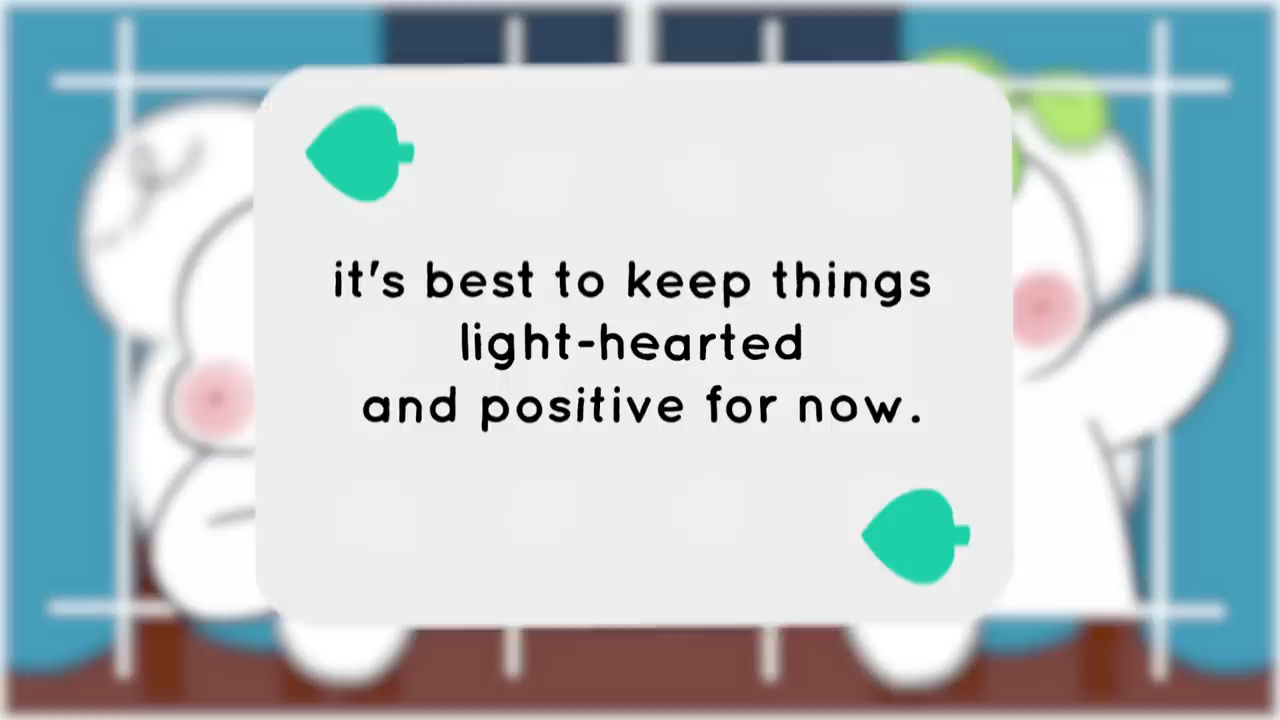 it's best to keep things
light-hearted
and positive for now.